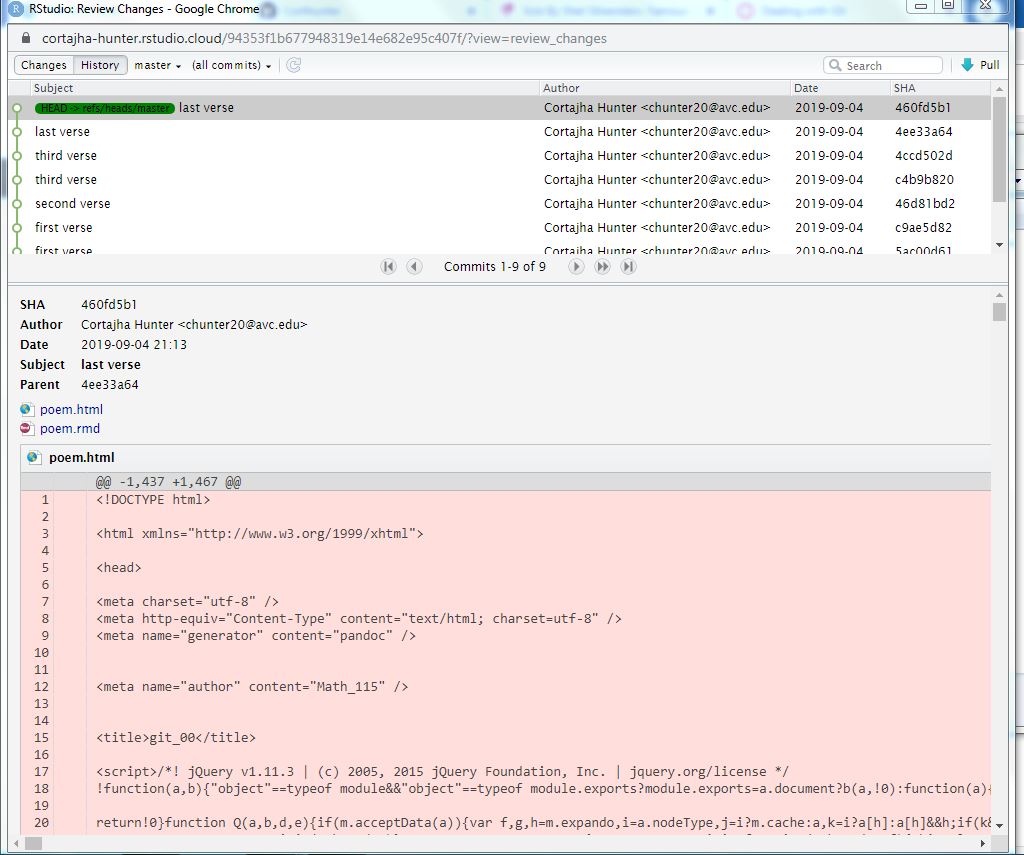 RStudio: Review Changes - Google Chrome
cortajha-hunter.rstudio.cloud/94353f1b677948319e14e682e95c407f/?view=review_changes
Changes History master (all commits) Search Pull
Subject Author Date SHA
HEAD -> refs/heads/master last verse Cortajha Hunter <chunter20@avc.edu> 2019-09-04 460fd5b1
last verse Cortajha Hunter <chunter20@avc.edu> 2019-09-04 4ee33a64
third verse Cortajha Hunter <chunter20@avc.edu> 2019-09-04 4ccd502d
third verse Cortajha Hunter <chunter20@avc.edu> 2019-09-04 c4b9b820
second verse Cortajha Hunter <chunter20@avc.edu> 2019-09-04 46d81bd2
first verse Cortajha Hunter <chunter20@avc.edu> 2019-09-04 c9ae5d82
first verse Cortajha Hunter <chunter20@avc.edu> 2019-09-04 5ac00d61
Commits 1-9 of 9
SHA 460fd5b1
Author Cortajha Hunter <chunter20@avc.edu>
Date 2019-09-04 21:13
Subject last verse
Parent 4ee33a64
poem.html
poem.rmd
poem.html
@@ -1,437 +1,467 @@
1 <!DOCTYPE html>
2
3 <html xmlns="http://www.w3.org/1999/xhtml">
4
5 <head>
6
7 <meta charset="utf-8" />
8 <meta http-equiv="Content-Type" content="text/html; charset=utf-8" />
9 <meta name="generator" content="pandoc" />
10
11
12 <meta name="author" content="Math_115" />
13
14
15 <title>git_00</title>
16
17 <script>/*! jQuery v1.11.3 | (c) 2005, 2015 jQuery Foundation, Inc. | jquery.org/license */
18 !function(a,b){"object"==typeof module&&"object"==typeof module.exports?module.exports=a.document?b(a,!0):function(a){
19
20 return!0}function Q(a,b,d,e){if(m.acceptData(a)){var f,g,h=m.expando,i=a.nodeType,j=i?m.cache:a,k=i?a[h]:a[h]&&h;if(k&